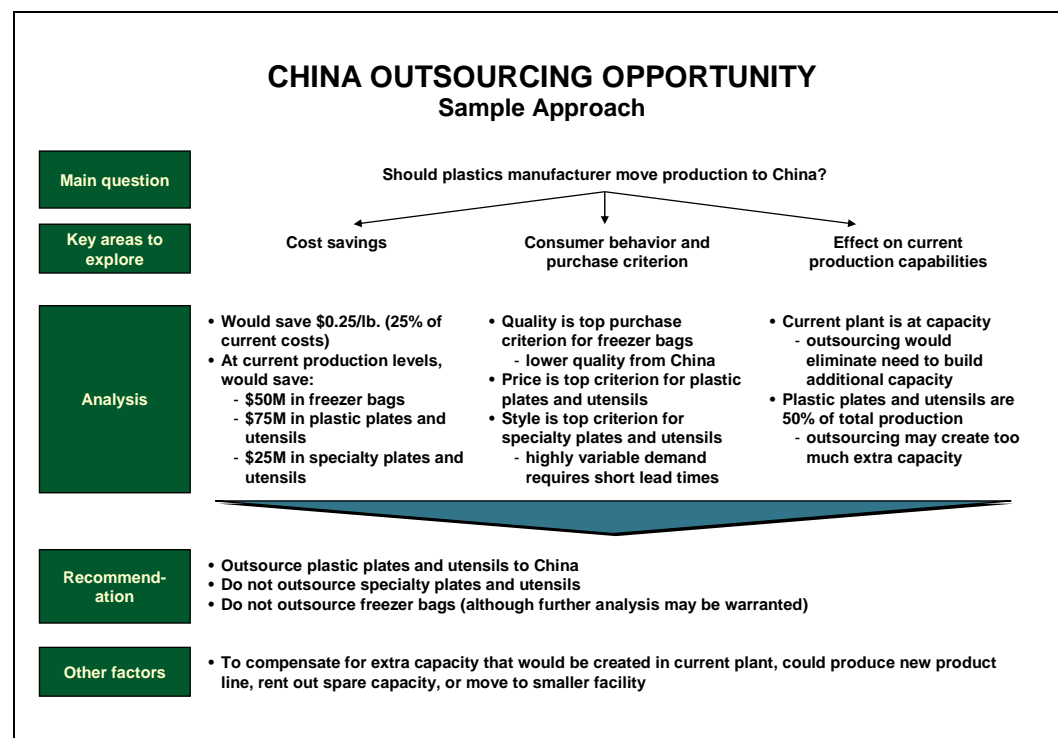 CHINA OUTSOURCING OPPORTUNITY
Sample Approach
Main question
Should plastics manufacturer move production to China?
Key areas to
explore
Cost savings
Consumer behavior and
purchase criterion
Effect on current
production capabilities
Analysis
• Would save $0.25/lb. (25% of
current costs)
• At current production levels,
would save:
- $50M in freezer bags
- $75M in plastic plates and
utensils
- $25M in specialty plates and
utensils
• Quality is top purchase
criterion for freezer bags
- lower quality from China
• Price is top criterion for plastic
plates and utensils
• Style is top criterion for
specialty plates and utensils
- highly variable demand
requires short lead times
• Current plant is at capacity
- outsourcing would
eliminate need to build
additional capacity
• Plastic plates and utensils are
50% of total production
- outsourcing may create too
much extra capacity
Recommend-
ation
• Outsource plastic plates and utensils to China
• Do not outsource specialty plates and utensils
• Do not outsource freezer bags (although further analysis may be warranted)
Other factors
• To compensate for extra capacity that would be created in current plant, could produce new product
line, rent out spare capacity, or move to smaller facility